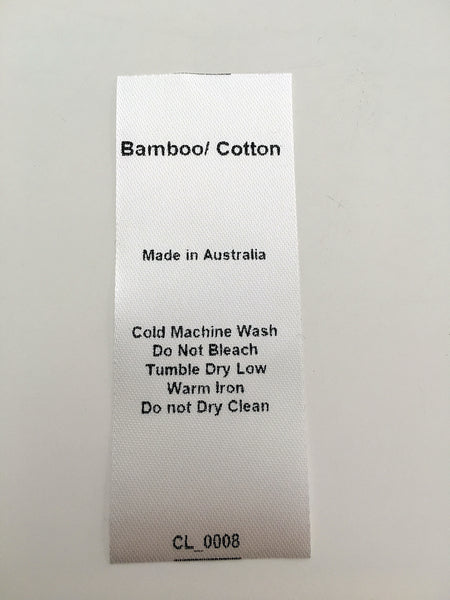 Bamboo/ Cotton
Made in Australia
Cold Machine Wash
Do Not Bleach
Tumble Dry Low
Warm Iron
Do not Dry Clean
CL_0008